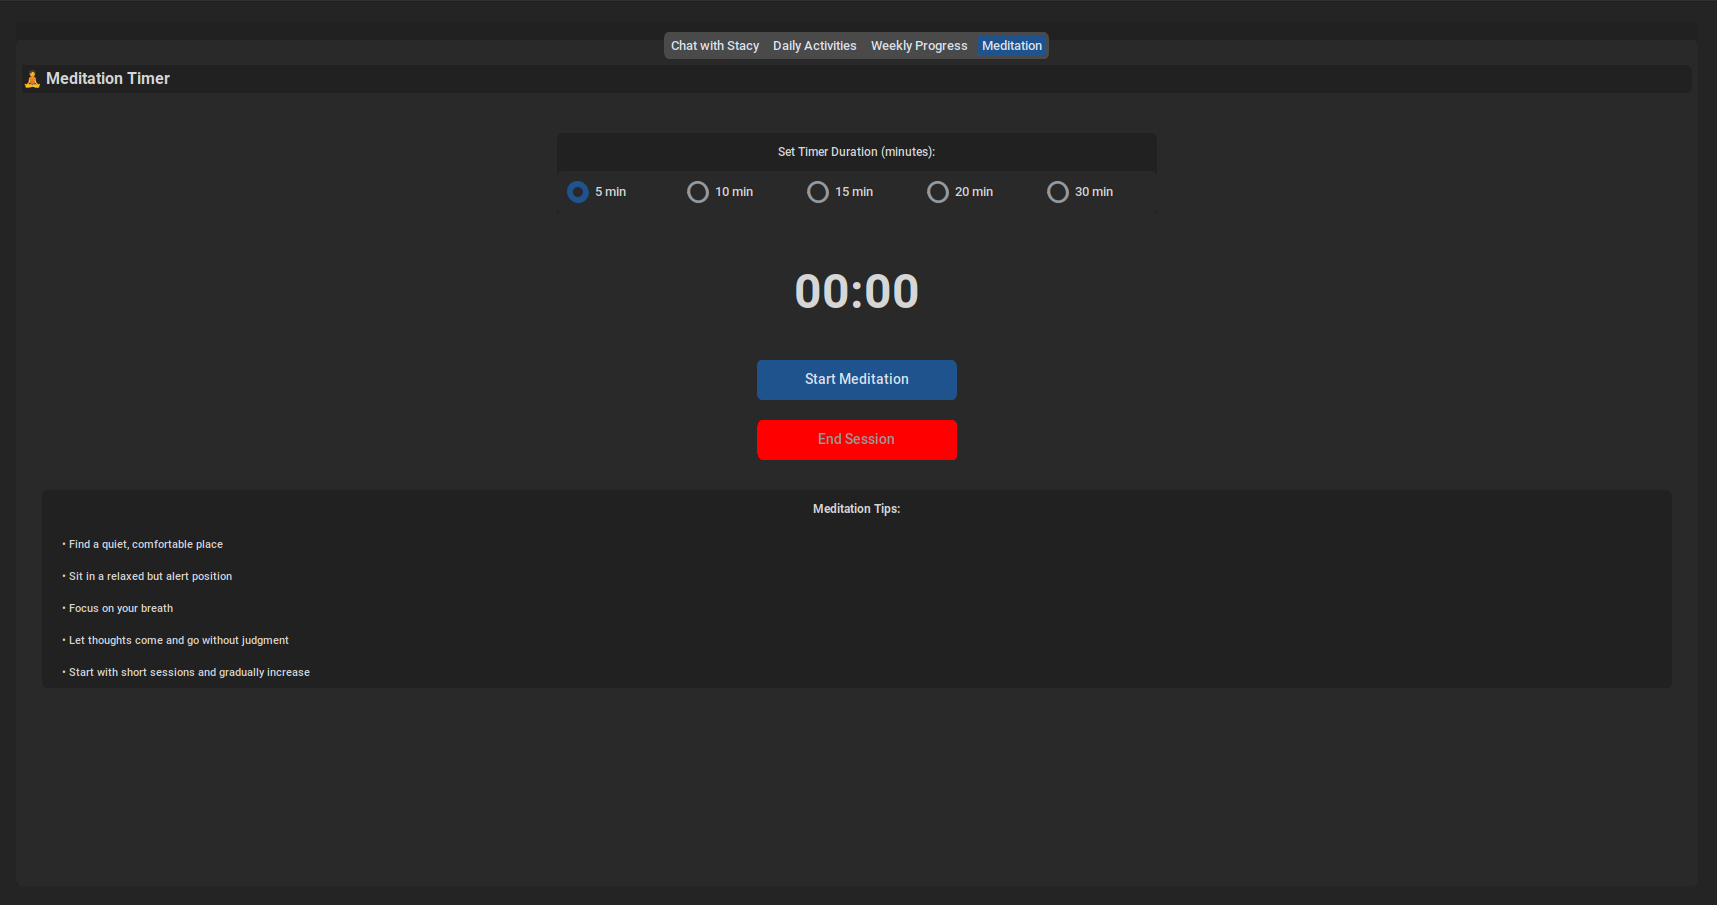 Chat with Stacy Daily Activities Weekly Progress Meditation
🧘 Meditation Timer
Set Timer Duration (minutes):
5 min 10 min 15 min 20 min 30 min
00:00
Start Meditation
End Session
Meditation Tips:
• Find a quiet, comfortable place
• Sit in a relaxed but alert position
• Focus on your breath
• Let thoughts come and go without judgment
• Start with short sessions and gradually increase